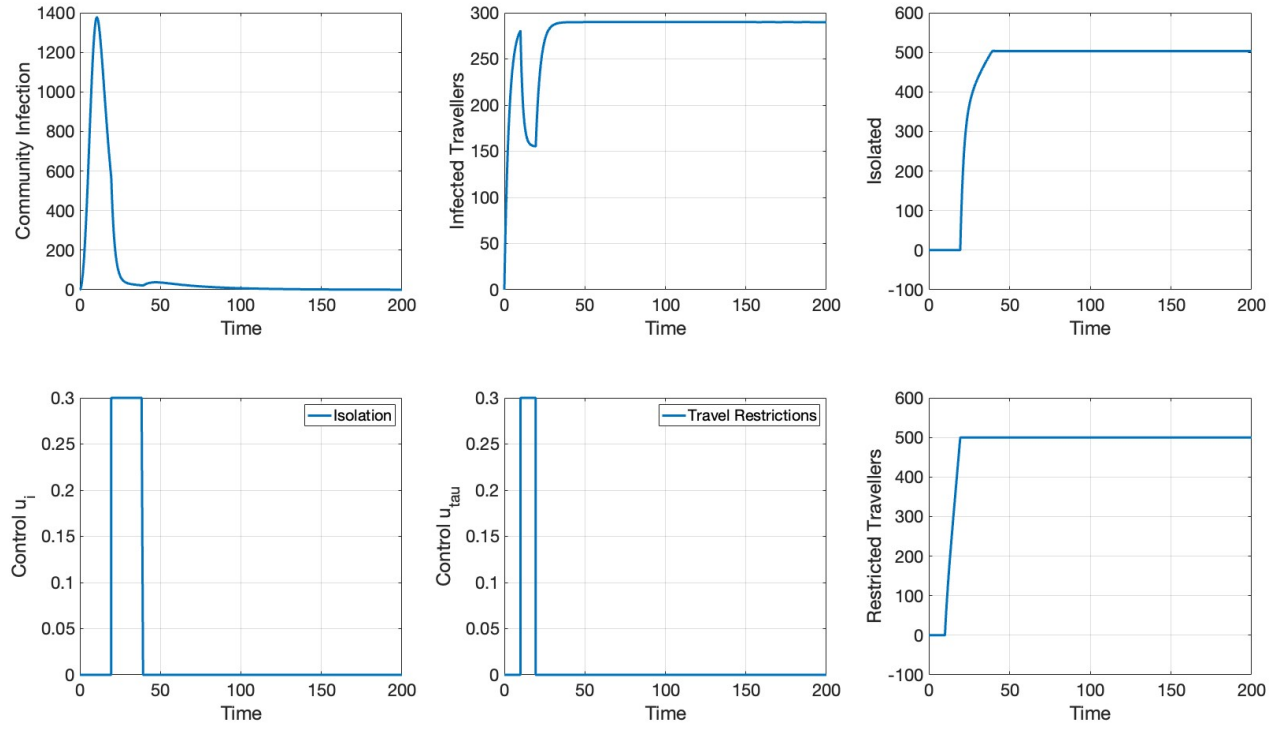 1400
1200
1000
800
600
400
200
0
Community Infection
0 50 100 150 200
Time
300
250
200
150
100
50
0
Infected Travellers
0 50 100 150 200
Time
600
500
400
300
200
100
0
-100
Isolated
0 50 100 150 200
Time
0.3
0.25
0.2
0.15
0.1
0.05
0
Control u_i
Isolation
0 50 100 150 200
Time
0.3
0.25
0.2
0.15
0.1
0.05
0
Control u_tau
Travel Restrictions
0 50 100 150 200
Time
600
500
400
300
200
100
0
-100
Restricted Travellers
0 50 100 150 200
Time